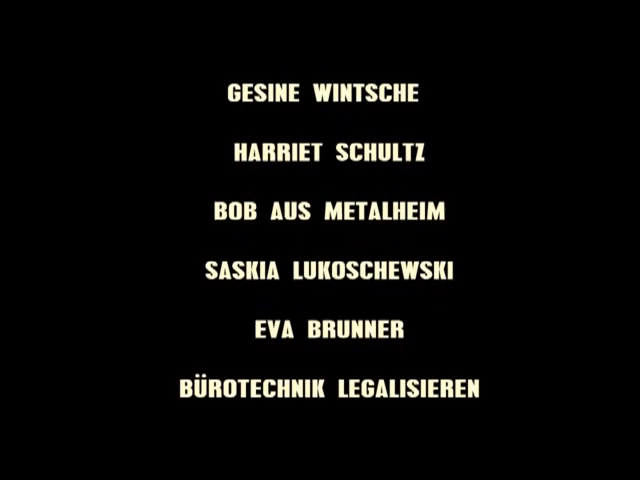 GESINE WINTSCHE
HARRIET SCHULTZ
BOB AUS METALHEIM
SASKIA LUKOSCHEWSKI
EVA BRUNNER
BÜROTECHNIK LEGALISIEREN